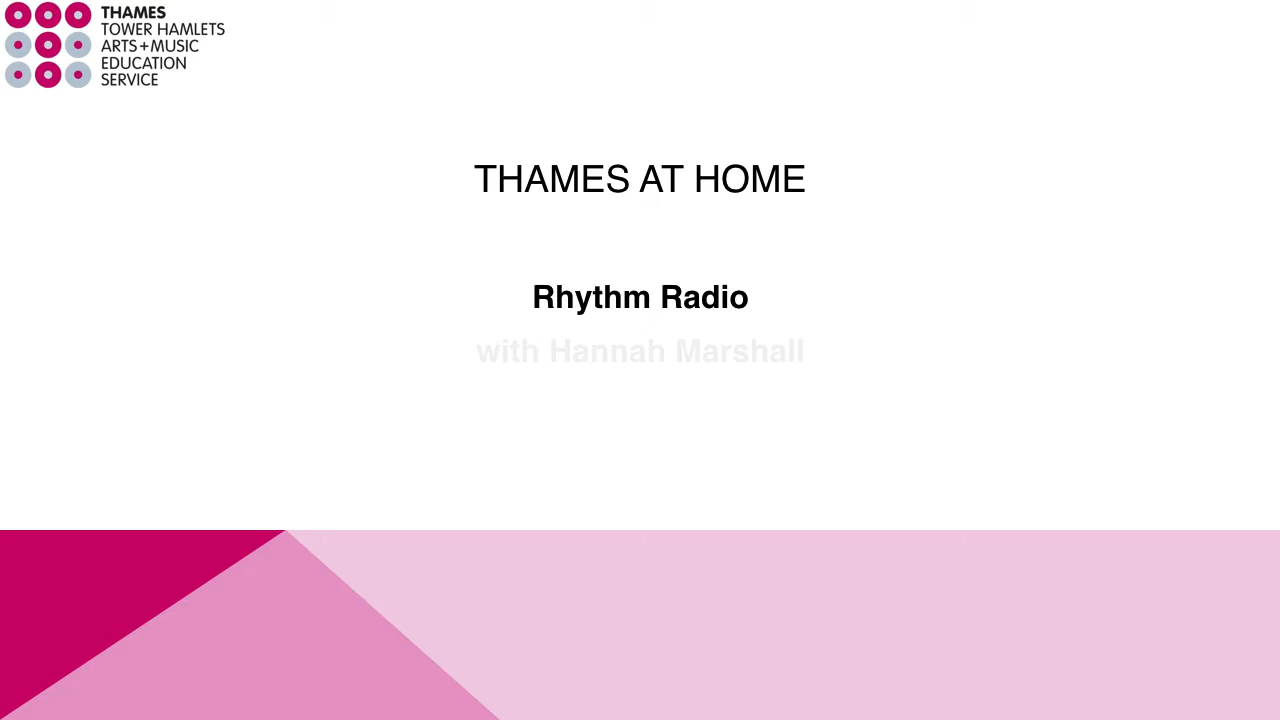 THAMES
TOWER HAMLETS
ARTS+MUSIC
EDUCATION
SERVICE
THAMES AT HOME
Rhythm Radio
with Hannah Marshall